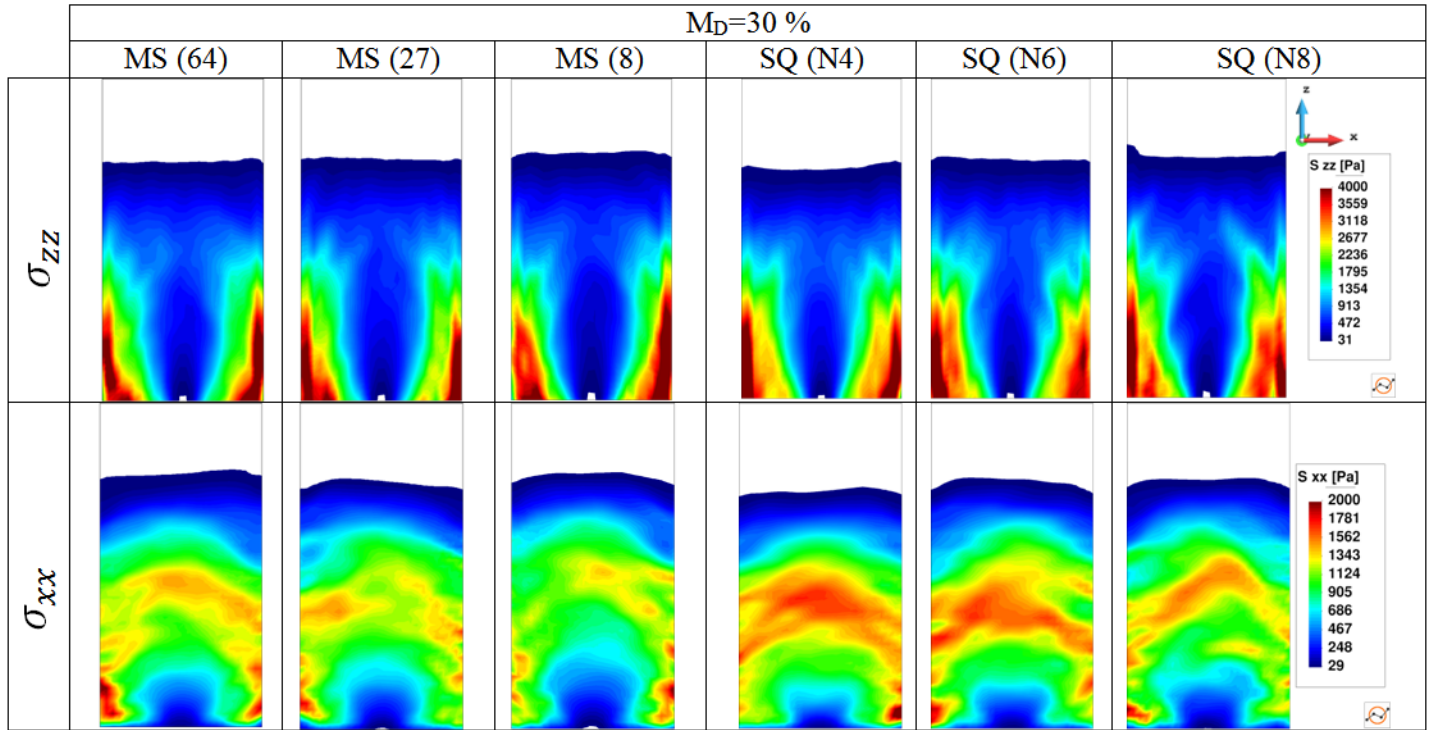 M_D=30 %
MS (64) MS (27) MS (8) SQ (N4) SQ (N6) SQ (N8)
σ_zz
z
x
S zz [Pa]
4000
3559
3118
2677
2236
1795
1354
913
472
31
σ_xx
S xx [Pa]
2000
1781
1562
1343
1124
905
686
467
248
29